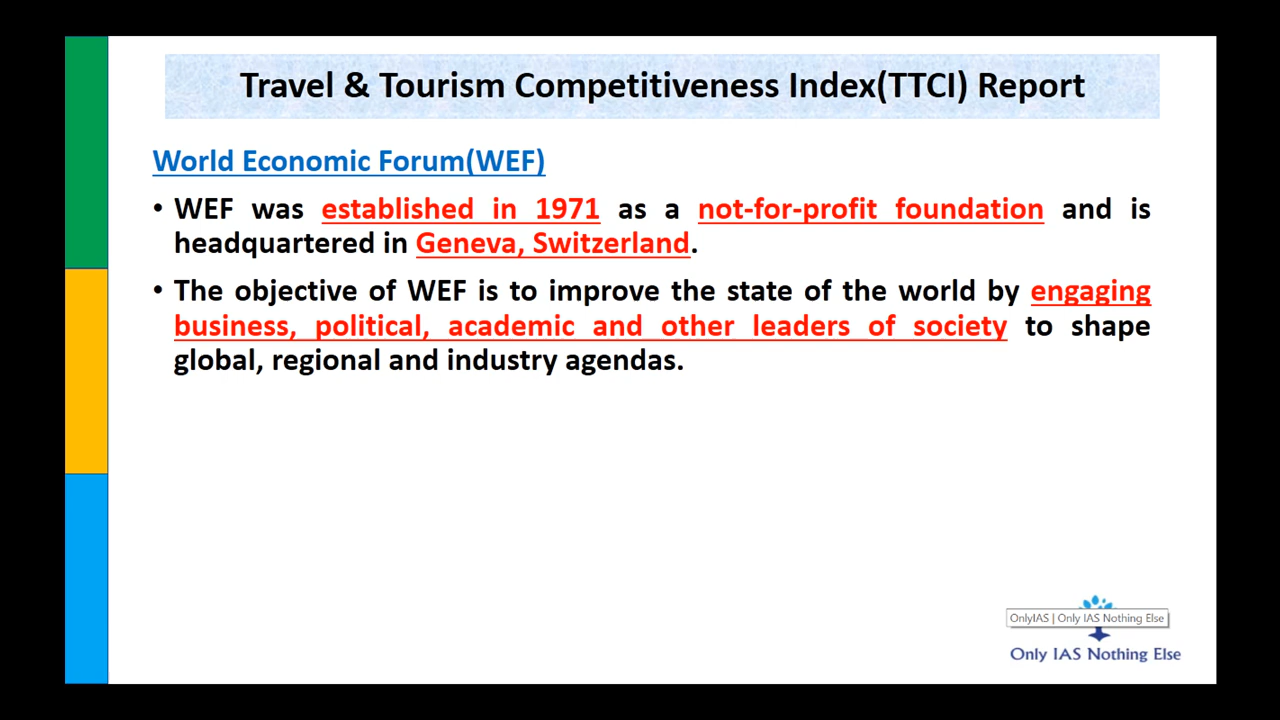 Travel & Tourism Competitiveness Index(TTCI) Report
World Economic Forum(WEF)
• WEF was established in 1971 as a not-for-profit foundation and is
headquartered in Geneva, Switzerland.
• The objective of WEF is to improve the state of the world by engaging
business, political, academic and other leaders of society to shape
global, regional and industry agendas.
OnlyIAS | Only IAS Nothing Else
Only IAS Nothing Else